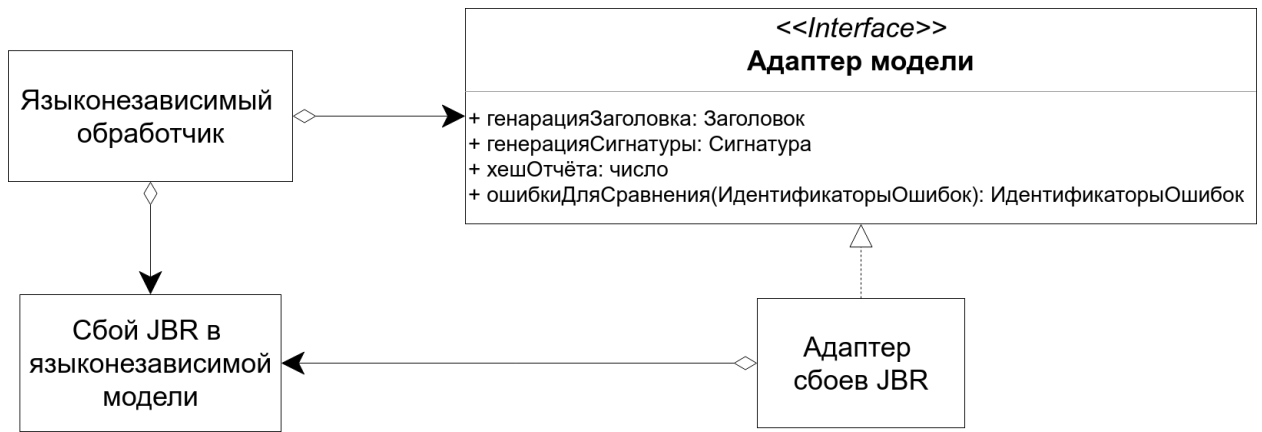 <<Interface>>
Адаптер модели
+ генарацияЗаголовка: Заголовок
+ генерацияСигнатуры: Сигнатура
+ хешОтчёта: число
+ ошибкиДляСравнения(ИдентификаторыОшибок): ИдентификаторыОшибок
Языконезависимый
обработчик
Сбой JBR в
языконезависимой
модели
Адаптер
сбоев JBR